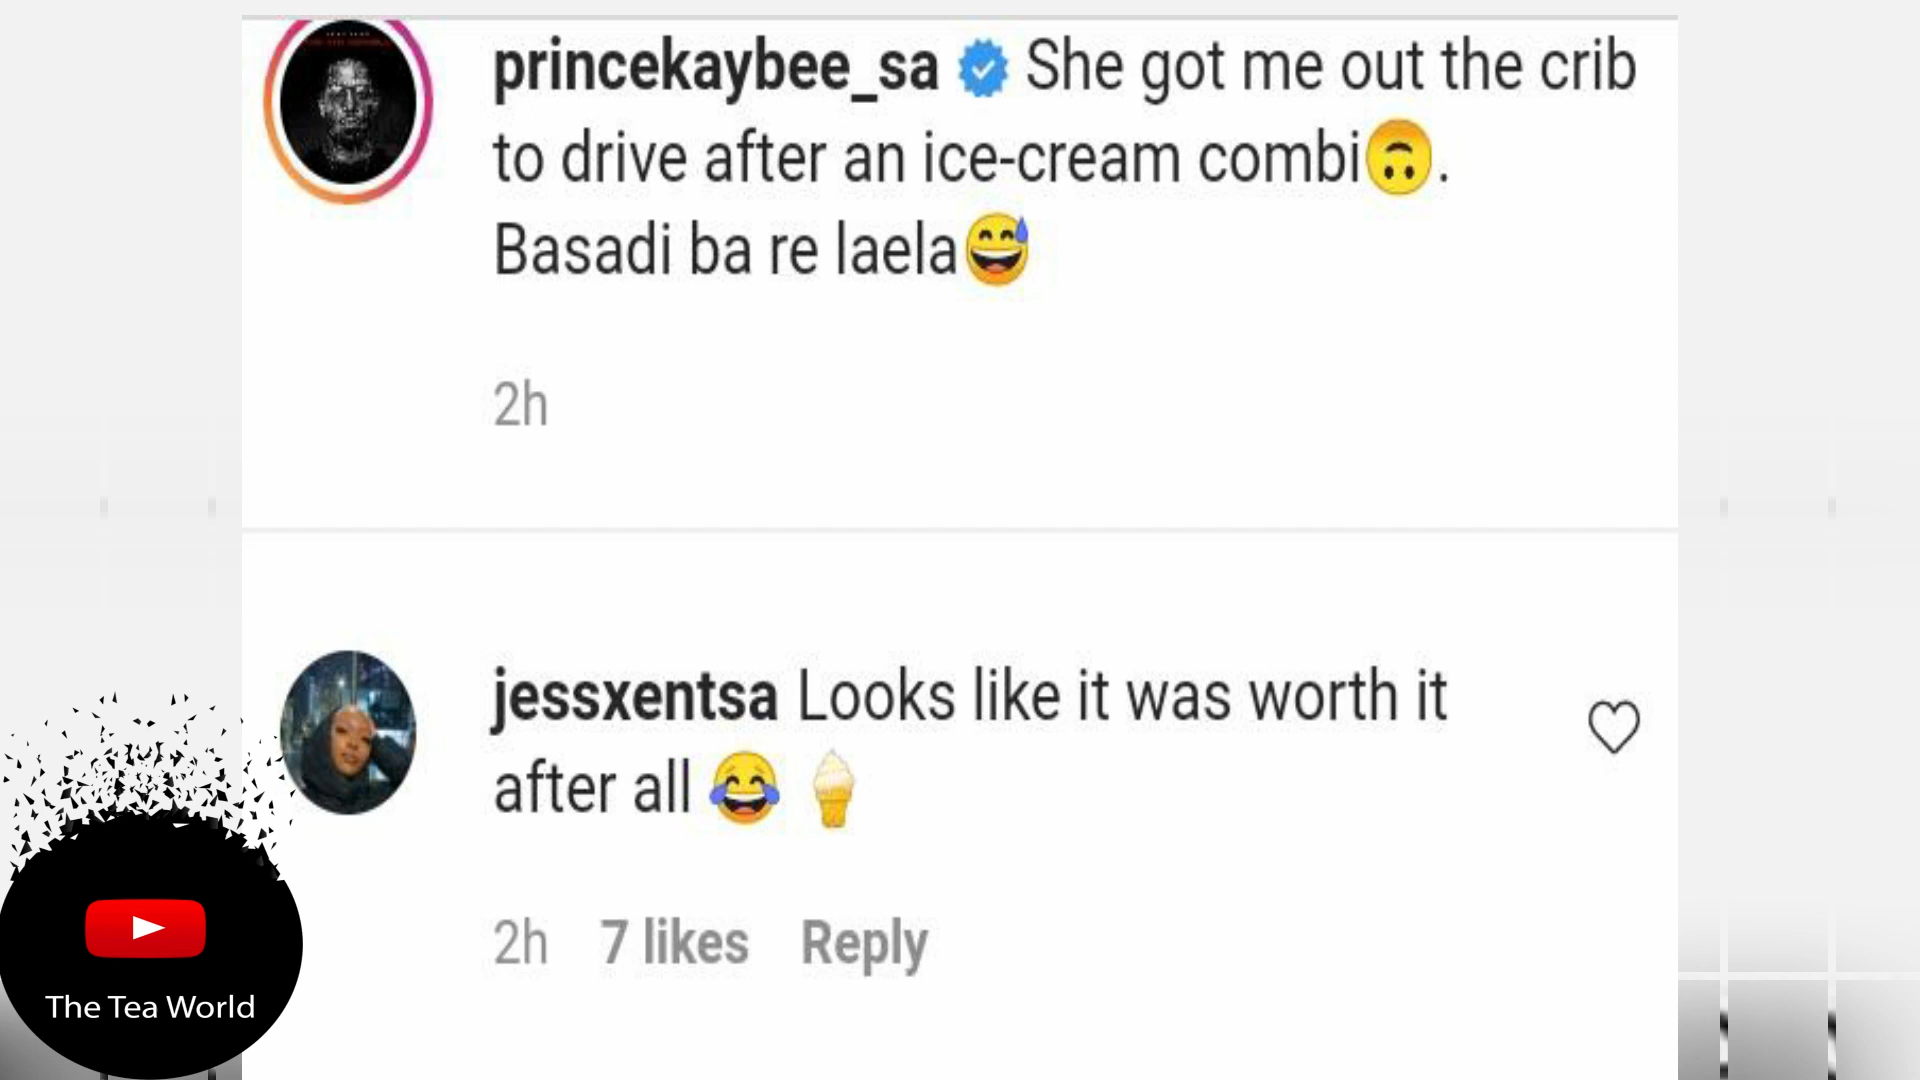 princekaybee_sa She got me out the crib
to drive after an ice-cream combi🙃.
Basadi ba re laela😅
2h
jessxentsa Looks like it was worth it
after all 😂 🍦
2h 7 likes Reply
The Tea World